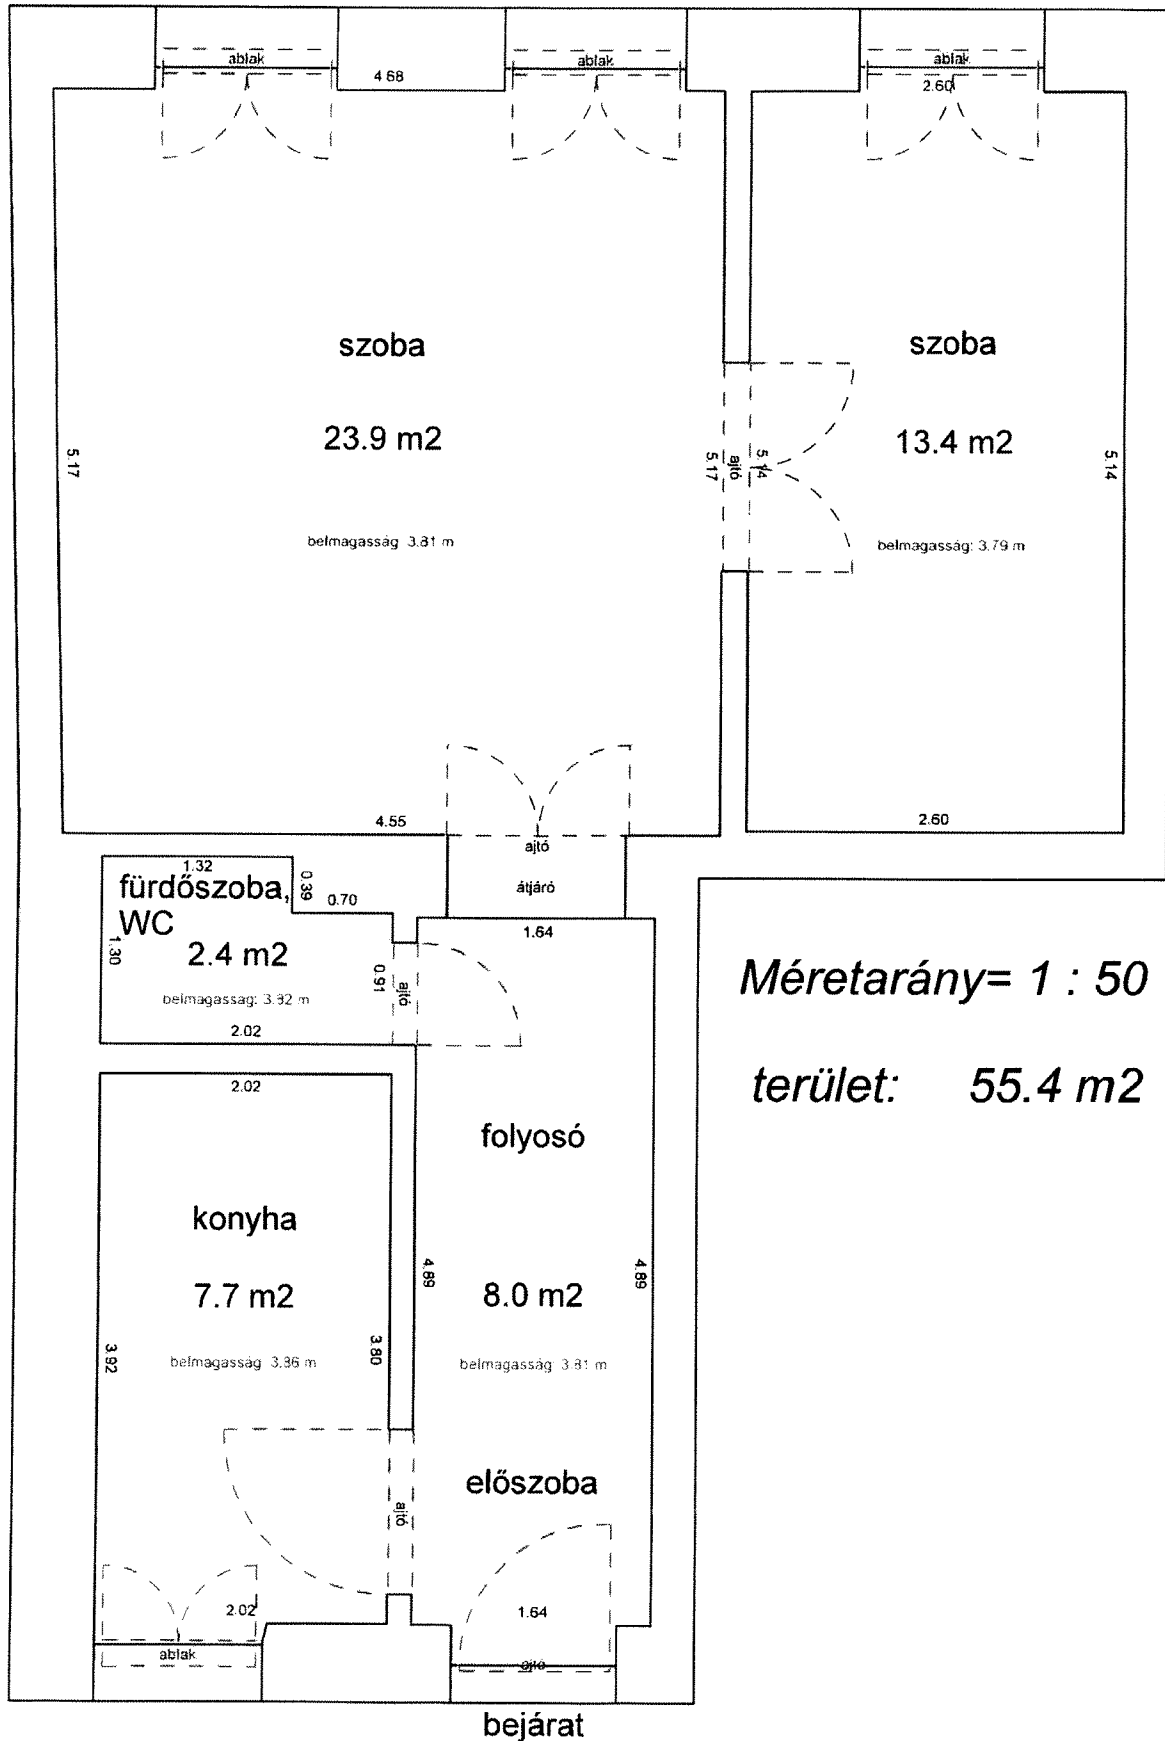 ablak
ablak
ablak
4.68
2.60
szoba
23.9 m2
belmagasság 3.81 m
5.17
5.17
ajtó
5.14
szoba
13.4 m2
belmagasság: 3.79 m
5.14
4.55
2.60
ajtó
átjáró
1.32
0.39
0.70
fürdőszoba,
WC
2.4 m2
1.30
belmagasság: 3.92 m
0.91
ajtó
2.02
1.64
Méretarány= 1 : 50
terület: 55.4 m2
2.02
konyha
7.7 m2
belmagasság 3.86 m
3.92
3.80
folyosó
8.0 m2
belmagasság 3.81 m
4.89
4.89
előszoba
ajtó
2.02
ablak
1.64
ajtó
bejárat